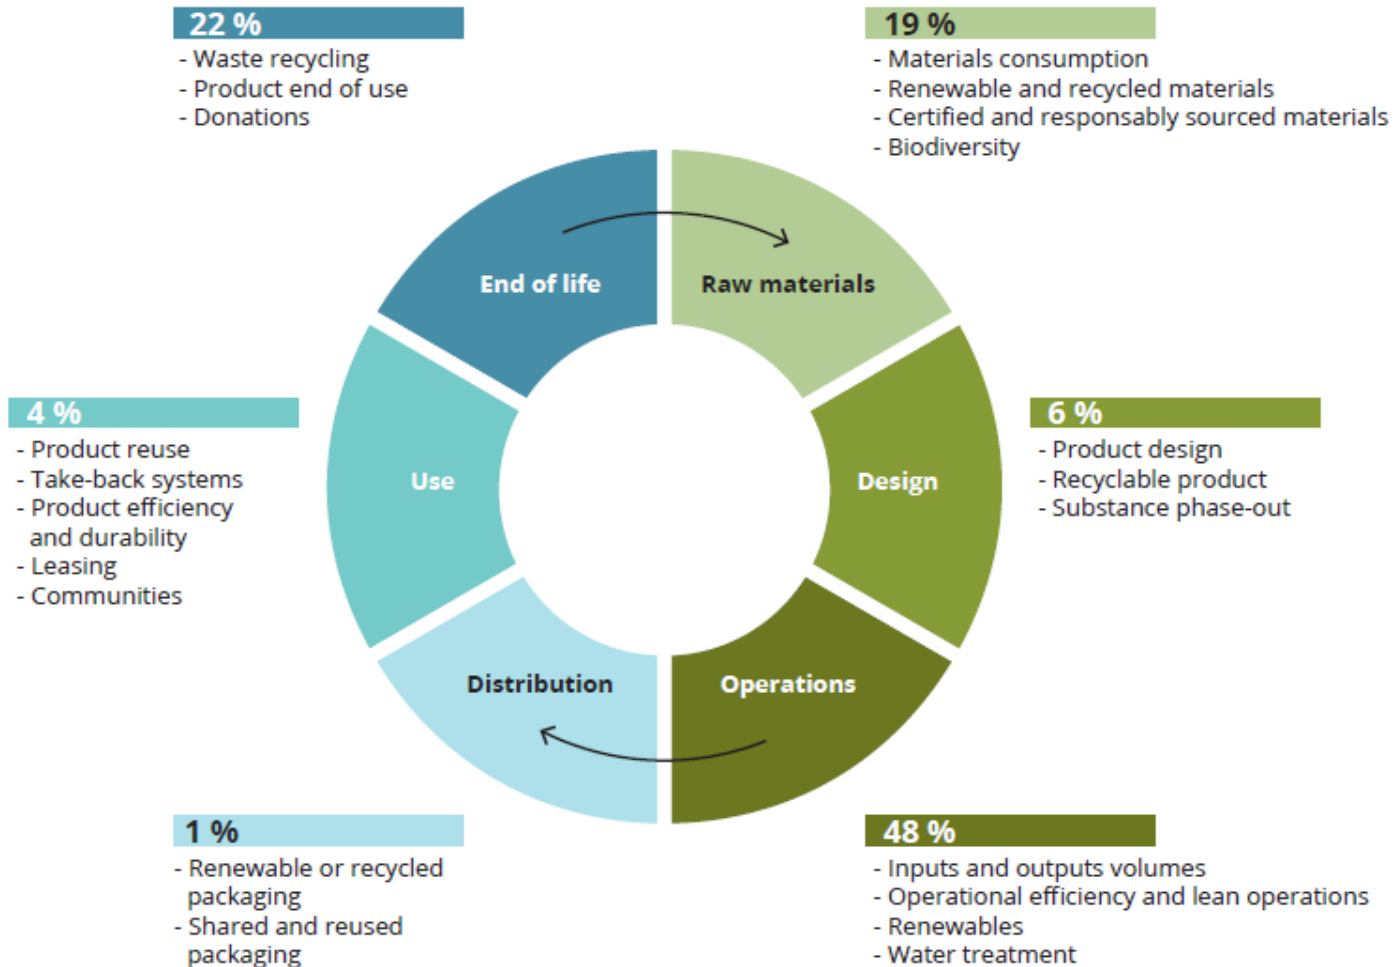 22 %
- Waste recycling
- Product end of use
- Donations
19 %
- Materials consumption
- Renewable and recycled materials
- Certified and responsably sourced materials
- Biodiversity
End of life
Raw materials
4 %
- Product reuse
- Take-back systems
- Product efficiency
and durability
- Leasing
- Communities
Use
Design
6 %
- Product design
- Recyclable product
- Substance phase-out
Distribution
Operations
1 %
- Renewable or recycled
packaging
- Shared and reused
packaging
48 %
- Inputs and outputs volumes
- Operational efficiency and lean operations
- Renewables
- Water treatment